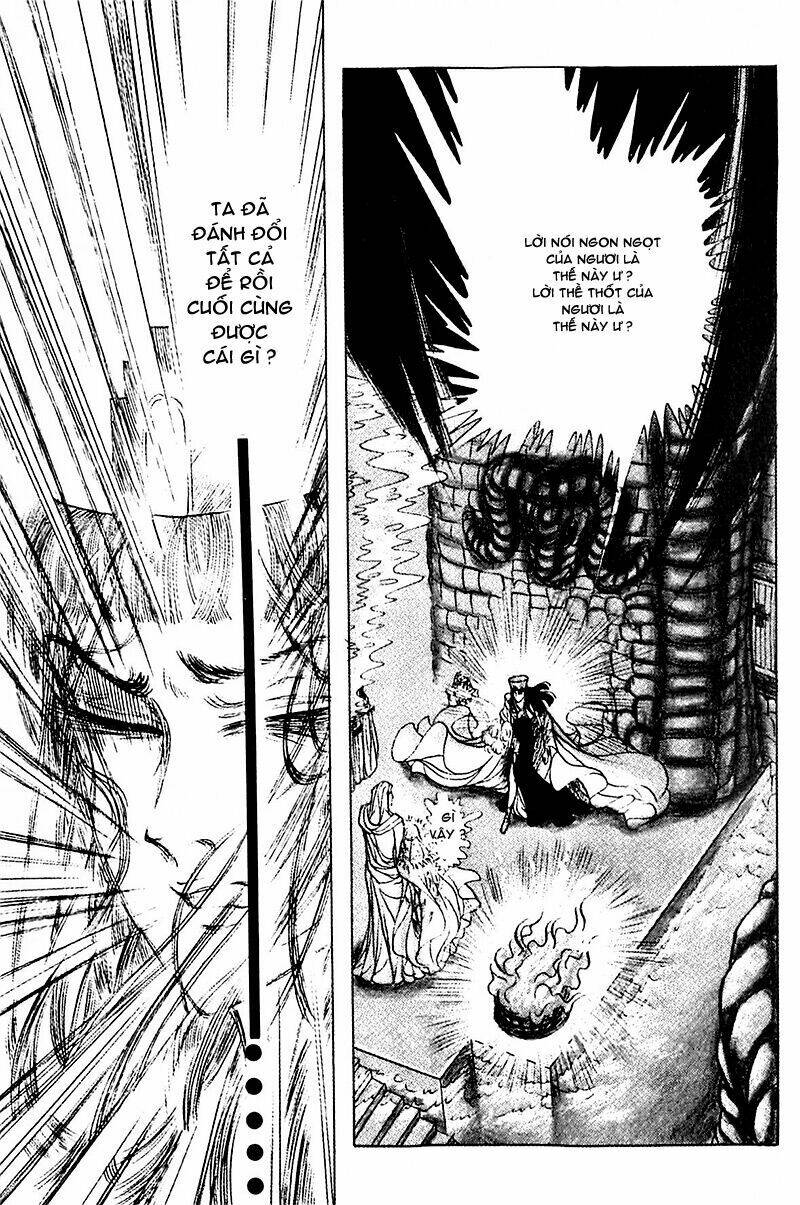 LỜI NÓI NGON NGỌT
CỦA NGƯƠI LÀ
THẾ NÀY Ư ?
LỜI THỀ THỐT CỦA
NGƯƠI LÀ
THẾ NÀY Ư ?
GÌ
VẬY ?
TA ĐÃ
ĐÁNH ĐỔI
TẤT CẢ
ĐỂ RỒI
CUỐI CÙNG
ĐƯỢC
CÁI GÌ ?